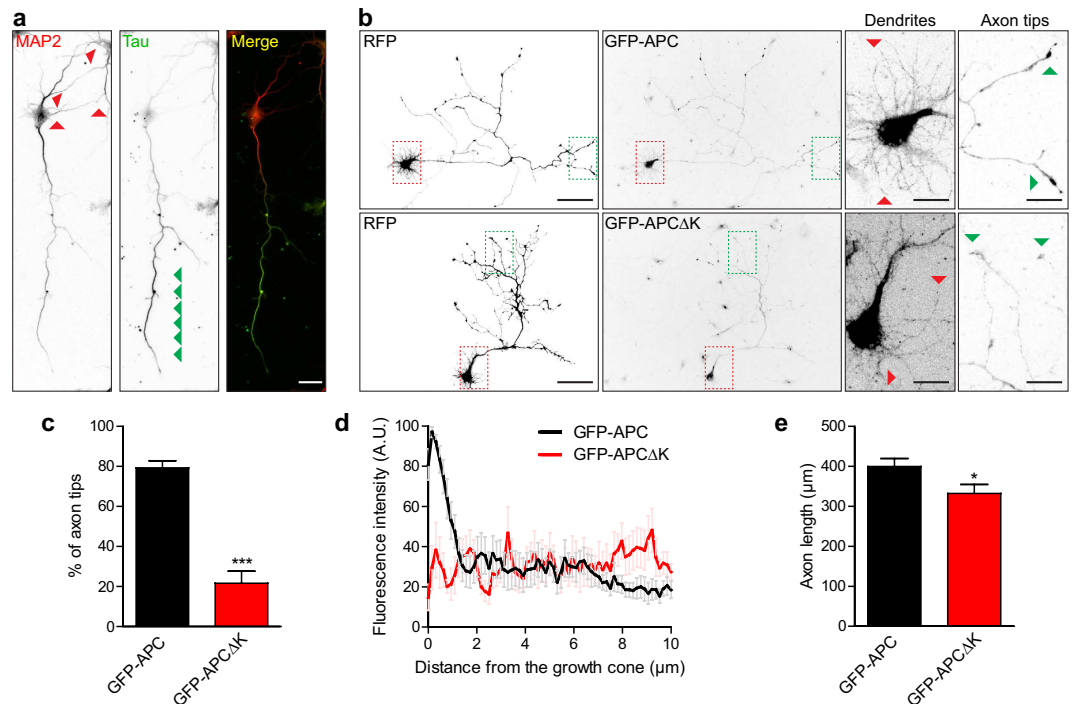 a
MAP2
Tau
Merge
b
RFP
GFP-APC
Dendrites
Axon tips
RFP
GFP-APCΔK
c
% of axon tips
100
80
60
40
20
0
GFP-APC
GFP-APCΔK
***
d
Fluorescence intensity (A.U.)
100
80
60
40
20
0
0 2 4 6 8 10
Distance from the growth cone (μm)
GFP-APC
GFP-APCΔK
e
Axon length (μm)
500
400
300
200
100
0
*
GFP-APC
GFP-APCΔK